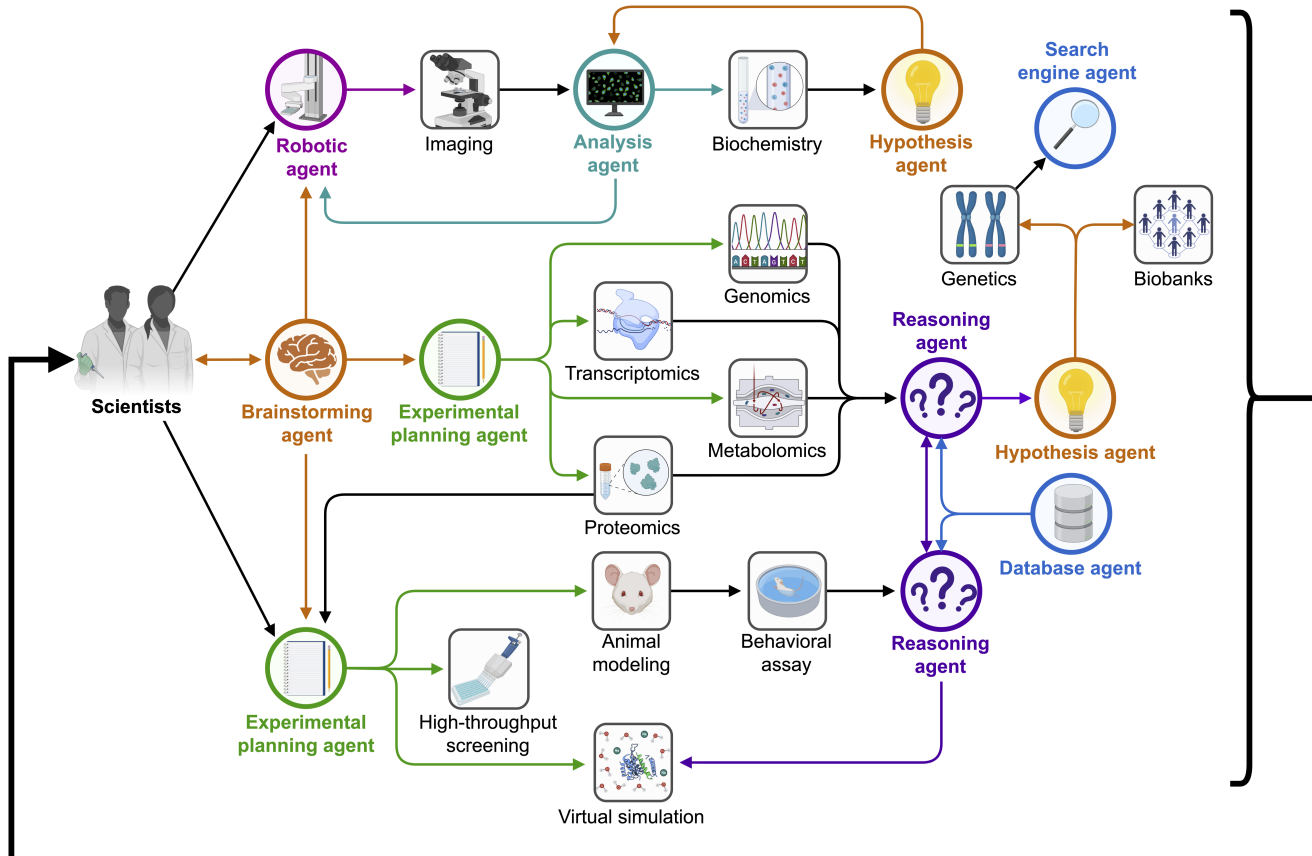 Search
engine agent
Robotic
agent
Imaging
Analysis
agent
Biochemistry
Hypothesis
agent
A C T A G T C T
Genomics
Genetics
Biobanks
Transcriptomics
Reasoning
agent
Scientists
Brainstorming
agent
Experimental
planning agent
Metabolomics
? ? ?
Hypothesis agent
Proteomics
Database agent
Animal
modeling
Behavioral
assay
? ? ?
Reasoning
agent
Experimental
planning agent
High-throughput
screening
Virtual simulation